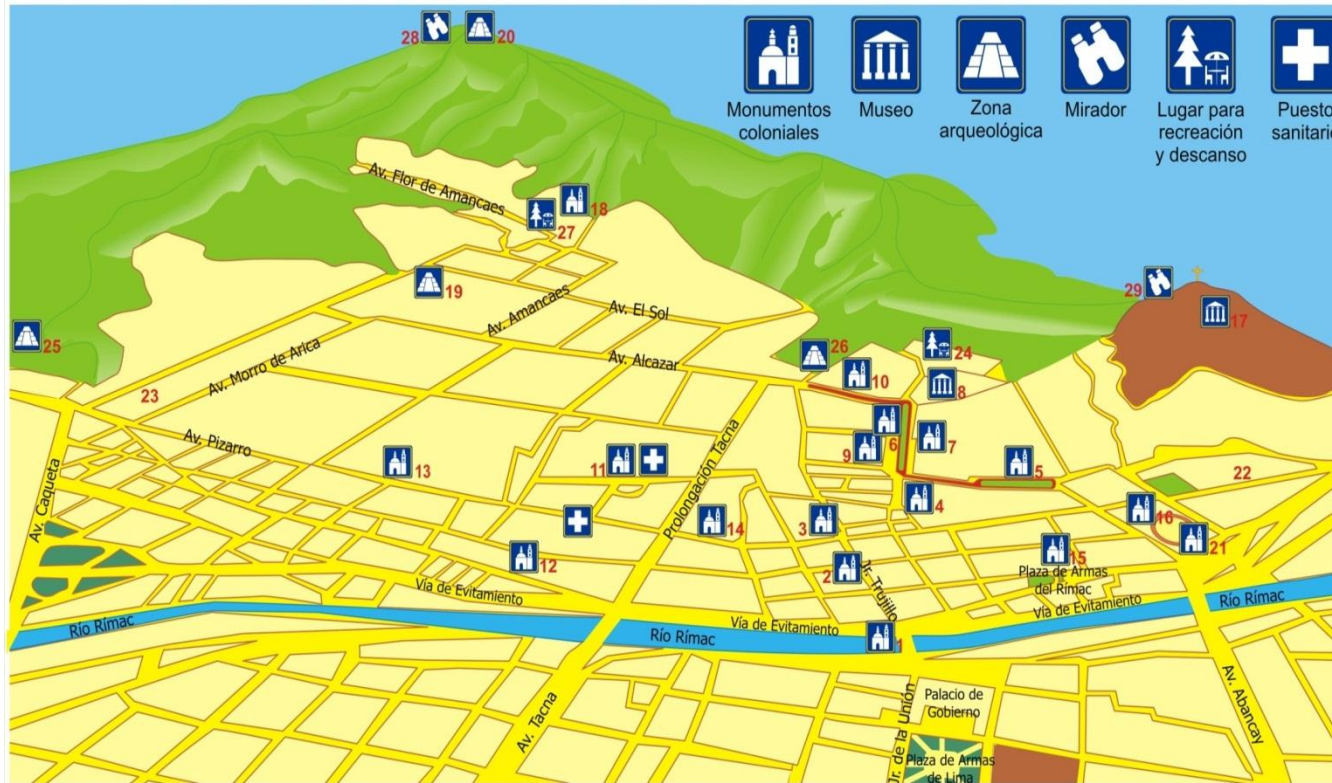 28
20
Monumentos
coloniales
Museo
Zona
arqueológica
Mirador
Lugar para
recreación
y descanso
Puesto
sanitario
Av. Flor de Amancaes
18
27
19
Av. Amancaes
Av. El Sol
29
17
25
Av. Morro de Arica
Av. Alcazar
26
24
10
8
23
Av. Pizarro
6
7
9
13
11
5
22
Av. Caqueta
Prolongación Tacna
4
14
3
16
21
12
15
2
Jr. Trujillo
Plaza de Armas
del Rímac
Vía de Evitamiento
Vía de Evitamiento
Vía de Evitamiento
Río Rímac
Río Rímac
Río Rímac
1
Av. Tacna
Jr. de la Unión
Palacio de
Gobierno
Av. Abancay
Plaza de Armas
de Lima